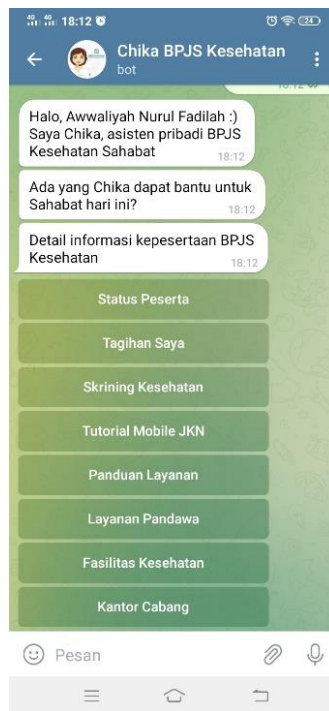 18:12
24
Chika BPJS Kesehatan
bot
Halo, Awwaliyah Nurul Fadilah :)
Saya Chika, asisten pribadi BPJS
Kesehatan Sahabat
18:12
Ada yang Chika dapat bantu untuk
Sahabat hari ini?
18:12
Detail informasi kepesertaan BPJS
Kesehatan
18:12
Status Peserta
Tagihan Saya
Skrining Kesehatan
Tutorial Mobile JKN
Panduan Layanan
Layanan Pandawa
Fasilitas Kesehatan
Kantor Cabang
Pesan